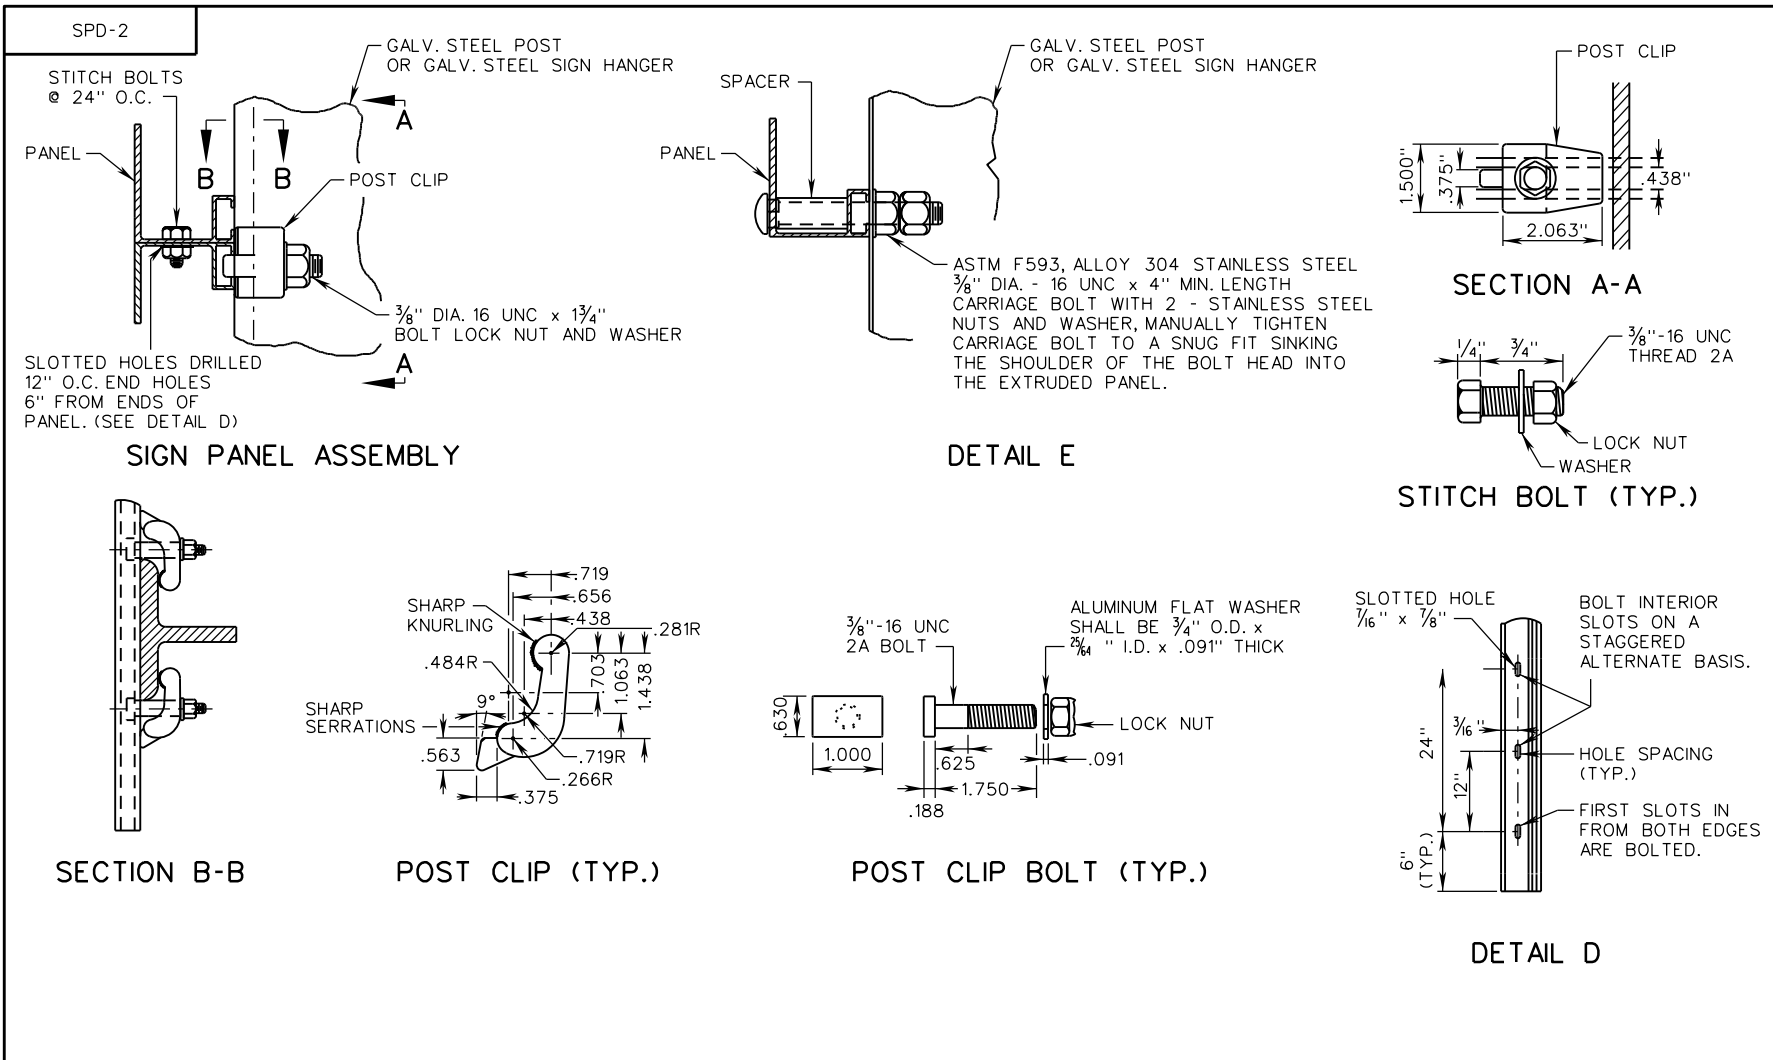 SPD-2
STITCH BOLTS
@ 24" O.C.
GALV. STEEL POST
OR GALV. STEEL SIGN HANGER
A
PANEL
B
B
POST CLIP
3/8" DIA. 16 UNC x 1 3/4"
BOLT LOCK NUT AND WASHER
A
SLOTTED HOLES DRILLED
12" O.C. END HOLES
6" FROM ENDS OF
PANEL. (SEE DETAIL D)
SIGN PANEL ASSEMBLY
GALV. STEEL POST
OR GALV. STEEL SIGN HANGER
SPACER
PANEL
ASTM F593, ALLOY 304 STAINLESS STEEL
3/8" DIA. - 16 UNC x 4" MIN. LENGTH
CARRIAGE BOLT WITH 2 - STAINLESS STEEL
NUTS AND WASHER, MANUALLY TIGHTEN
CARRIAGE BOLT TO A SNUG FIT SINKING
THE SHOULDER OF THE BOLT HEAD INTO
THE EXTRUDED PANEL.
DETAIL E
POST CLIP
1.500"
.375"
.438"
2.063"
SECTION A-A
1/4"
3/4"
3/8"-16 UNC
THREAD 2A
LOCK NUT
WASHER
STITCH BOLT (TYP.)
SECTION B-B
.719
.656
.438
SHARP
KNURLING
.281R
.484R
.703
1.063
1.438
9°
SHARP
SERRATIONS
.563
.719R
.266R
.375
POST CLIP (TYP.)
3/8"-16 UNC
2A BOLT
ALUMINUM FLAT WASHER
SHALL BE 3/4" O.D. x
25/64 " I.D. x .091" THICK
.630
1.000
LOCK NUT
.625
.091
1.750
.188
POST CLIP BOLT (TYP.)
SLOTTED HOLE
7/16" x 7/8"
BOLT INTERIOR
SLOTS ON A
STAGGERED
ALTERNATE BASIS.
3/16"
24"
HOLE SPACING
(TYP.)
12"
FIRST SLOTS IN
FROM BOTH EDGES
ARE BOLTED.
6"
(TYP.)
DETAIL D